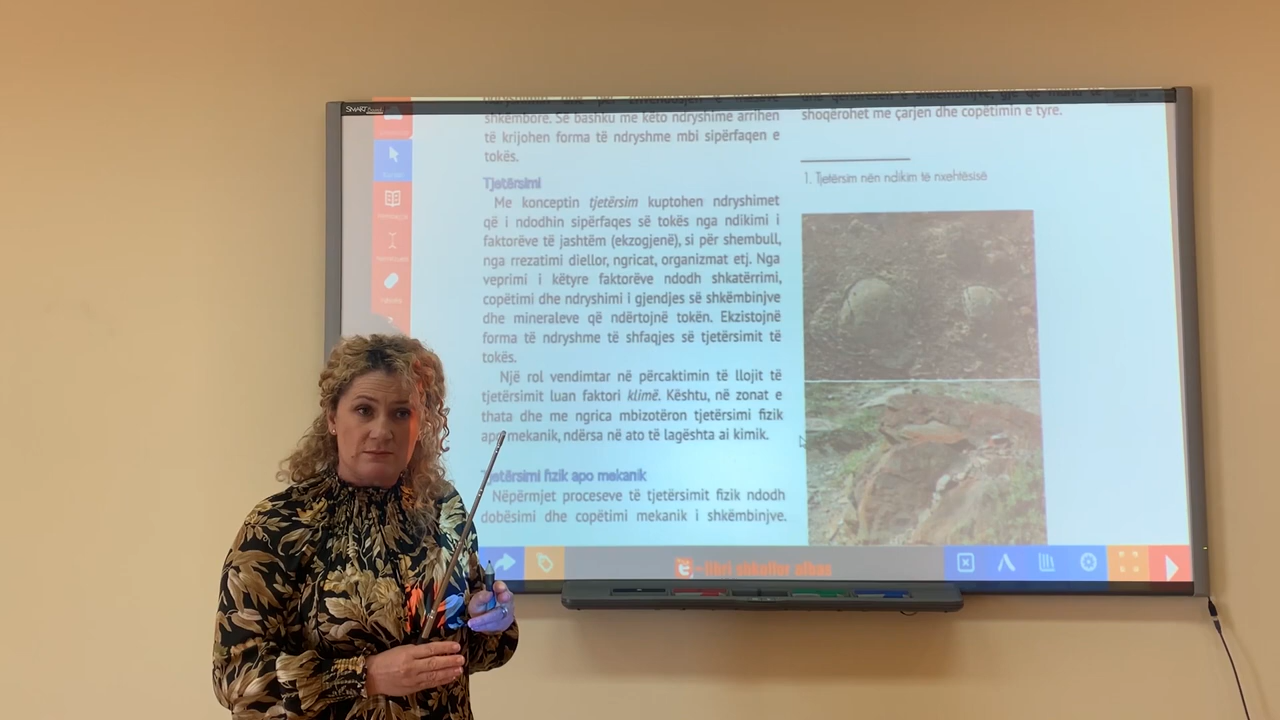 SMART
shkëmbore. Së bashku me këto ndryshime arrihen
të krijohen forma të ndryshme mbi sipërfaqen e
tokës.
Tjetërsimi
Me konceptin tjetërsim kuptohen ndryshimet
që i ndodhin sipërfaqes së tokës nga ndikimi i
faktorëve të jashtëm (ekzogjenë), si për shembull,
nga rrezatimi diellor, ngricat, organizmat etj. Nga
veprimi i këtyre faktorëve ndodh shkatërrimi,
copëtimi dhe ndryshimi i gjendjes së shkëmbinjve
dhe mineraleve që ndërtojnë tokën. Ekzistojnë
forma të ndryshme të shfaqjes së tjetërsimit të
tokës.
Një rol vendimtar në përcaktimin të llojit të
tjetërsimit luan faktori klimë. Kështu, në zonat e
thata dhe me ngrica mbizotëron tjetërsimi fizik
apo mekanik, ndërsa në ato të lagështa ai kimik.
Tjetërsimi fizik apo mekanik
Nëpërmjet proceseve të tjetërsimit fizik ndodh
dobësimi dhe copëtimi mekanik i shkëmbinjve.
shoqërohet me çarjen dhe copëtimin e tyre.
1. Tjetërsim nën ndikim të nxehtësisë
e-libri shkollor albas